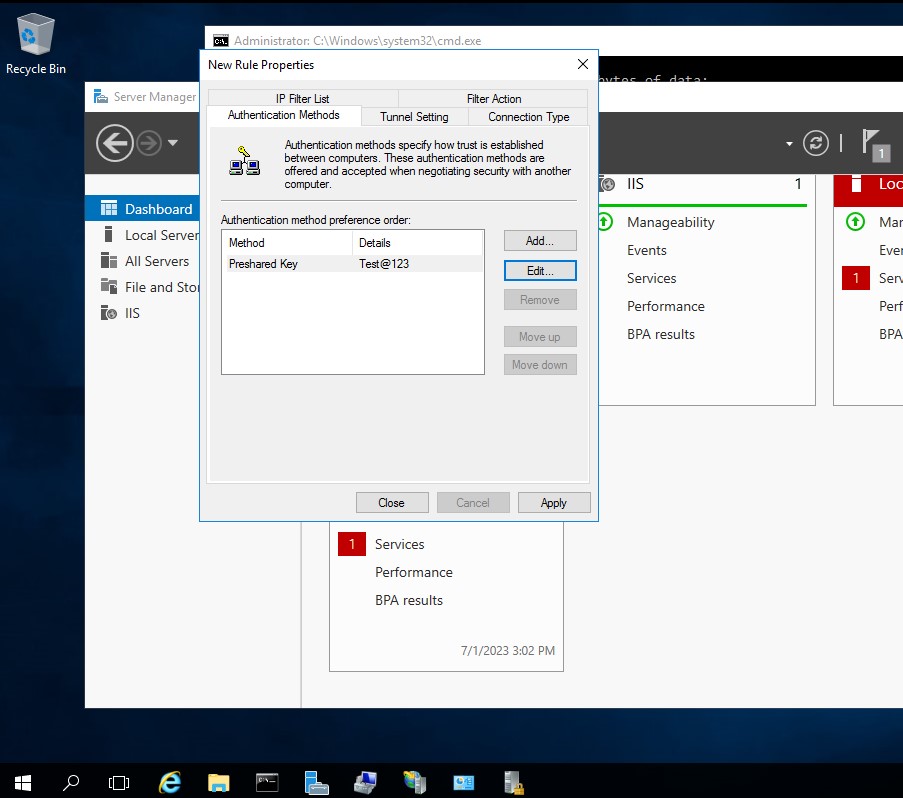 Recycle Bin
Administrator: C:\Windows\system32\cmd.exe
bytes of data:
Server Manager
New Rule Properties
IP Filter List
Filter Action
Authentication Methods
Tunnel Setting
Connection Type
Authentication methods specify how trust is established
between computers. These authentication methods are
offered and accepted when negotiating security with another
computer.
Authentication method preference order:
Method Details
Preshared Key Test@123
Add...
Edit...
Remove
Move up
Move down
Close
Cancel
Apply
1
Dashboard
Local Server
All Servers
File and Sto
IIS
IIS 1
Manageability
Events
Services
Performance
BPA results
Loc
Man
Eve
1 Serv
Perf
BPA
1 Services
Performance
BPA results
7/1/2023 3:02 PM